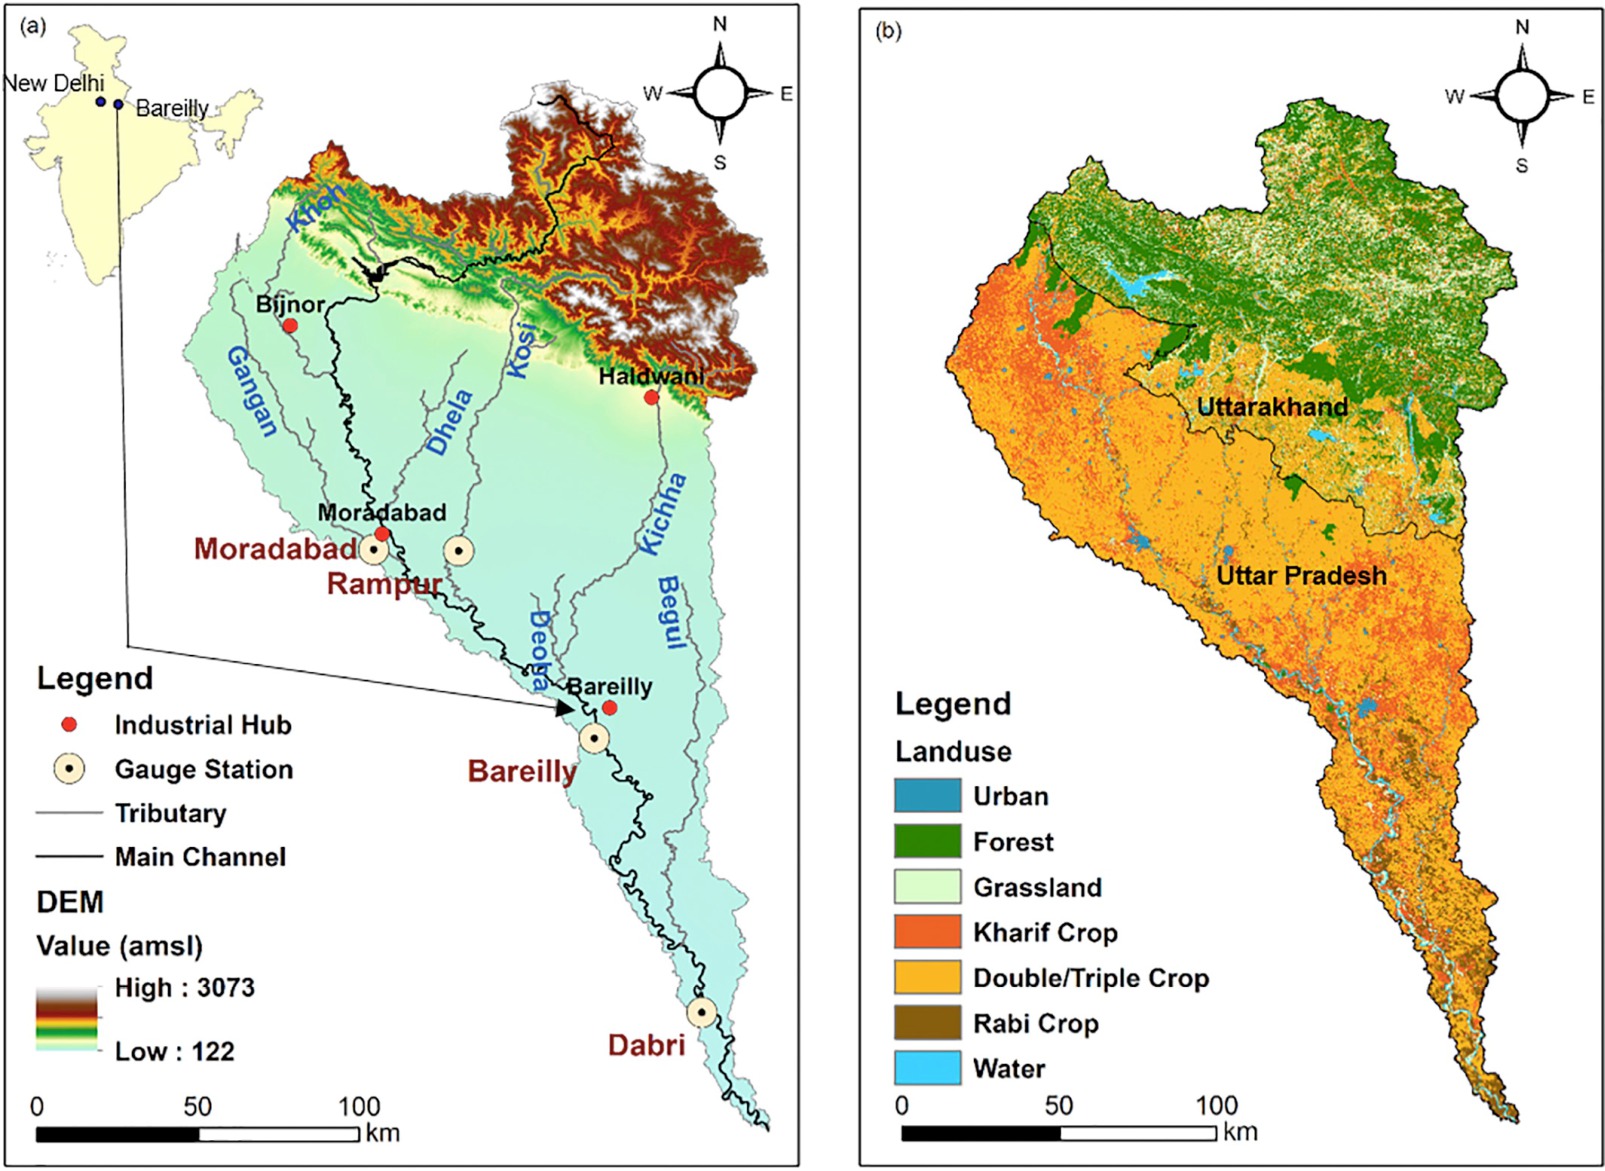 (a)
N
W
E
S
New Delhi
Bareilly
Khoh
Bijnor
Gangan
Kosi
Haldwani
Dhela
Kichha
Moradabad
Moradabad
Rampur
Deoha
Begul
Bareilly
Bareilly
Dabri
Legend
Industrial Hub
Gauge Station
Tributary
Main Channel
DEM
Value (amsl)
High : 3073
Low : 122
0
50
100
km
(b)
N
W
E
S
Uttarakhand
Uttar Pradesh
Legend
Landuse
Urban
Forest
Grassland
Kharif Crop
Double/Triple Crop
Rabi Crop
Water
0
50
100
km